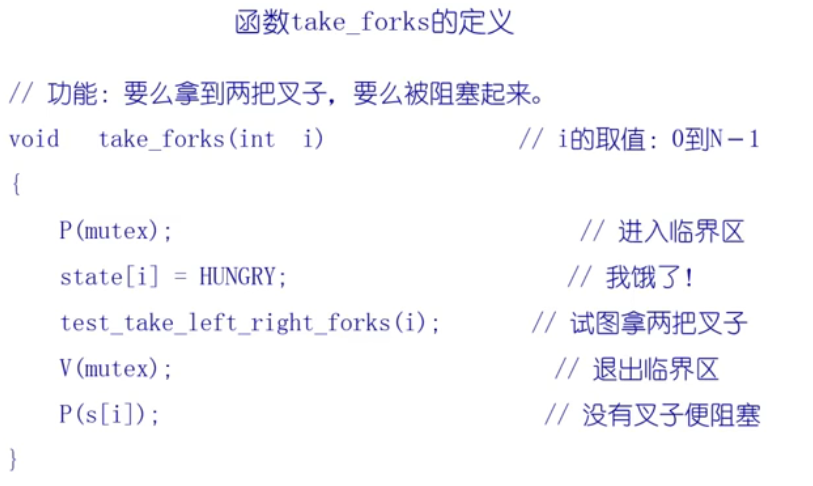 函数take_forks的定义
// 功能：要么拿到两把叉子，要么被阻塞起来。
void take_forks(int i) // i的取值：0到N－1
{
P(mutex); // 进入临界区
state[i] = HUNGRY; // 我饿了！
test_take_left_right_forks(i); // 试图拿两把叉子
V(mutex); // 退出临界区
P(s[i]); // 没有叉子便阻塞
}